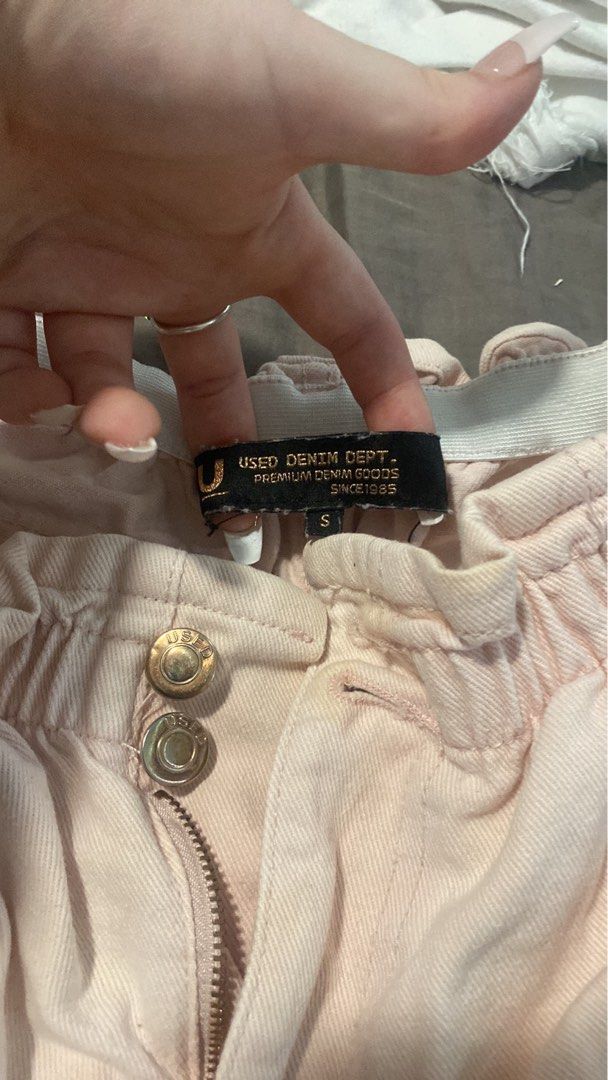 U USED DENIM DEPT.
PREMIUM DENIM GOODS
SINCE1985
S
USED
USED